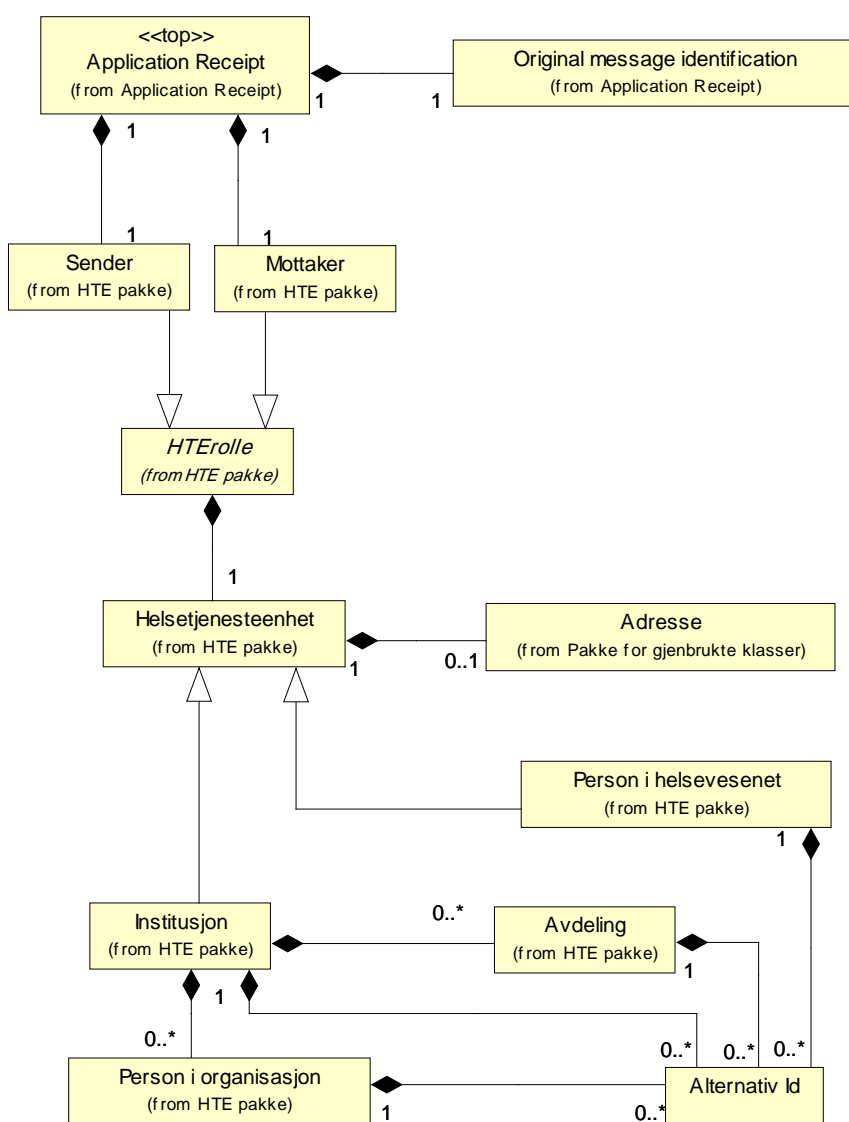 <<top>>
Application Receipt
(from Application Receipt)
1
1
Original message identification
(from Application Receipt)
1
1
1
1
Sender
(from HTE pakke)
Mottaker
(from HTE pakke)
HTErolle
(from HTE pakke)
1
Helsetjenesteenhet
(from HTE pakke)
1
0..1
Adresse
(from Pakke for gjenbrukte klasser)
Person i helsevesenet
(from HTE pakke)
1
Institusjon
(from HTE pakke)
0..*
Avdeling
(from HTE pakke)
1
1
0..*
0..*
0..*
0..*
Person i organisasjon
(from HTE pakke)
1
0..*
Alternativ Id